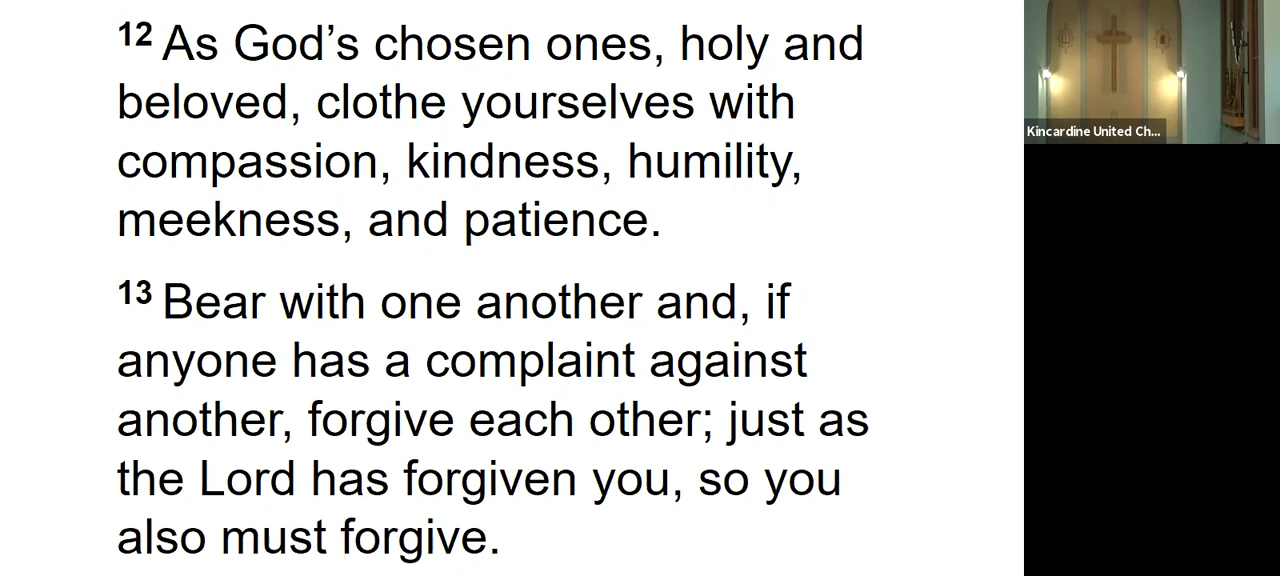 12 As God’s chosen ones, holy and
beloved, clothe yourselves with
compassion, kindness, humility,
meekness, and patience.
13 Bear with one another and, if
anyone has a complaint against
another, forgive each other; just as
the Lord has forgiven you, so you
also must forgive.
Kincardine United Ch...